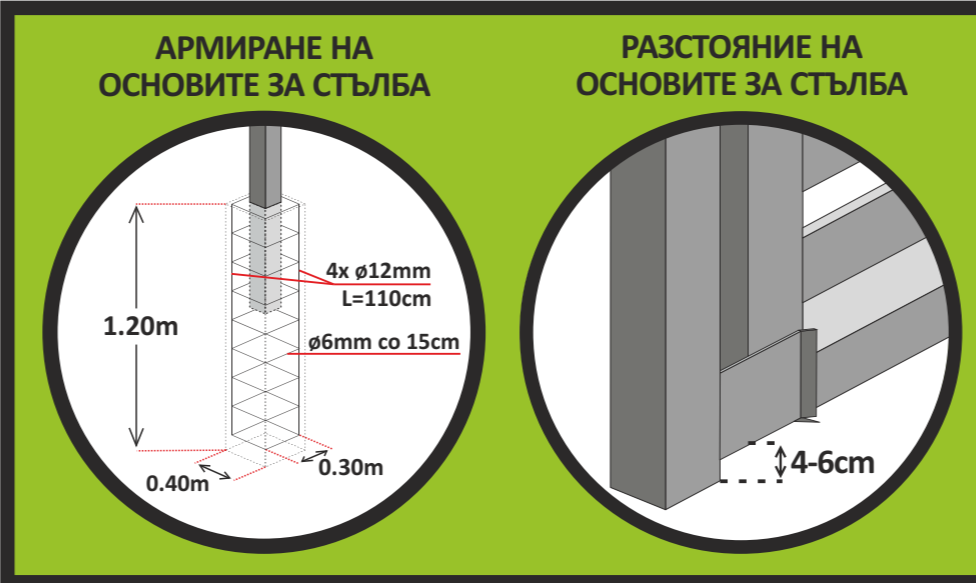 АРМИРАНЕ НА
ОСНОВИТЕ ЗА СТЪЛБА
1.20m
4x ø12mm
L=110cm
ø6mm co 15cm
0.40m
0.30m
РАЗСТОЯНИЕ НА
ОСНОВИТЕ ЗА СТЪЛБА
4-6cm